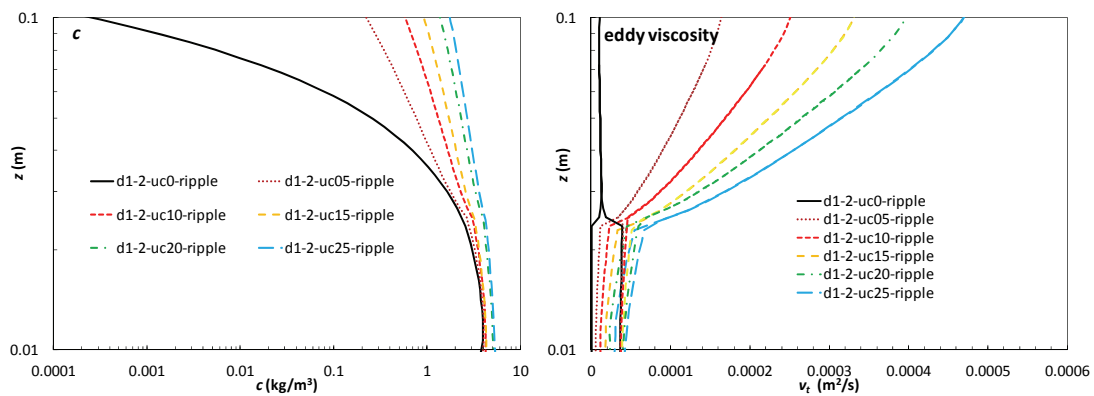 0.1
c
z (m)
d1-2-uc0-ripple d1-2-uc05-ripple
d1-2-uc10-ripple d1-2-uc15-ripple
d1-2-uc20-ripple d1-2-uc25-ripple
0.01
0.0001 0.001 0.01 0.1 1 10
c (kg/m³)
0.1
eddy viscosity
z (m)
d1-2-uc0-ripple
d1-2-uc05-ripple
d1-2-uc10-ripple
d1-2-uc15-ripple
d1-2-uc20-ripple
d1-2-uc25-ripple
0.01
0 0.0001 0.0002 0.0003 0.0004 0.0005 0.0006
vₜ (m²/s)